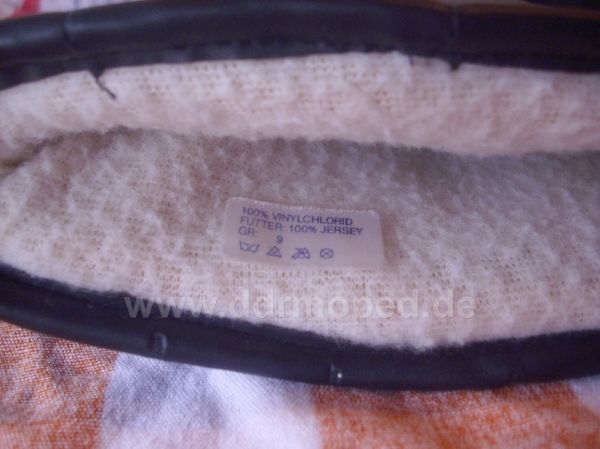 100% VINYLCHLORID
FUTTER: 100% JERSEY
GR: 9
www.ddrmoped.de